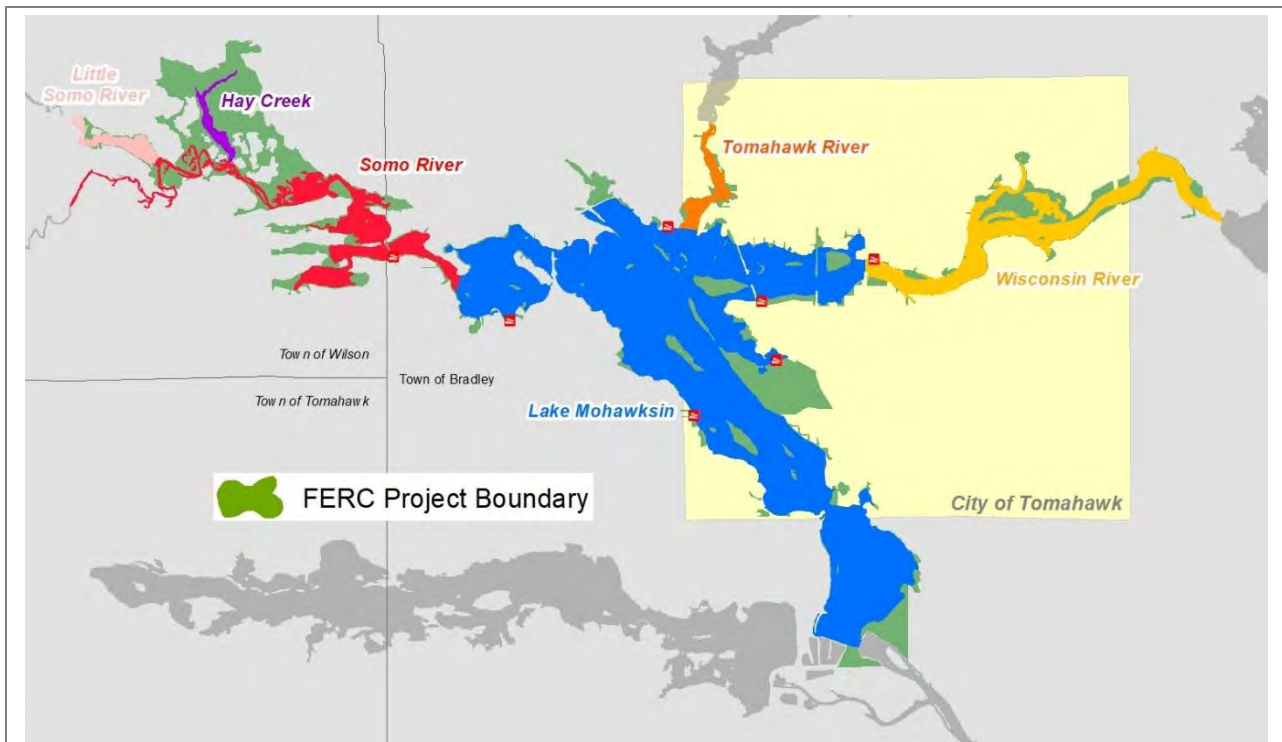 Little
Somo River
Hay Creek
Somo River
Tomahawk River
Wisconsin River
Town of Wilson
Town of Bradley
Town of Tomahawk
Lake Mohawksin
FERC Project Boundary
City of Tomahawk